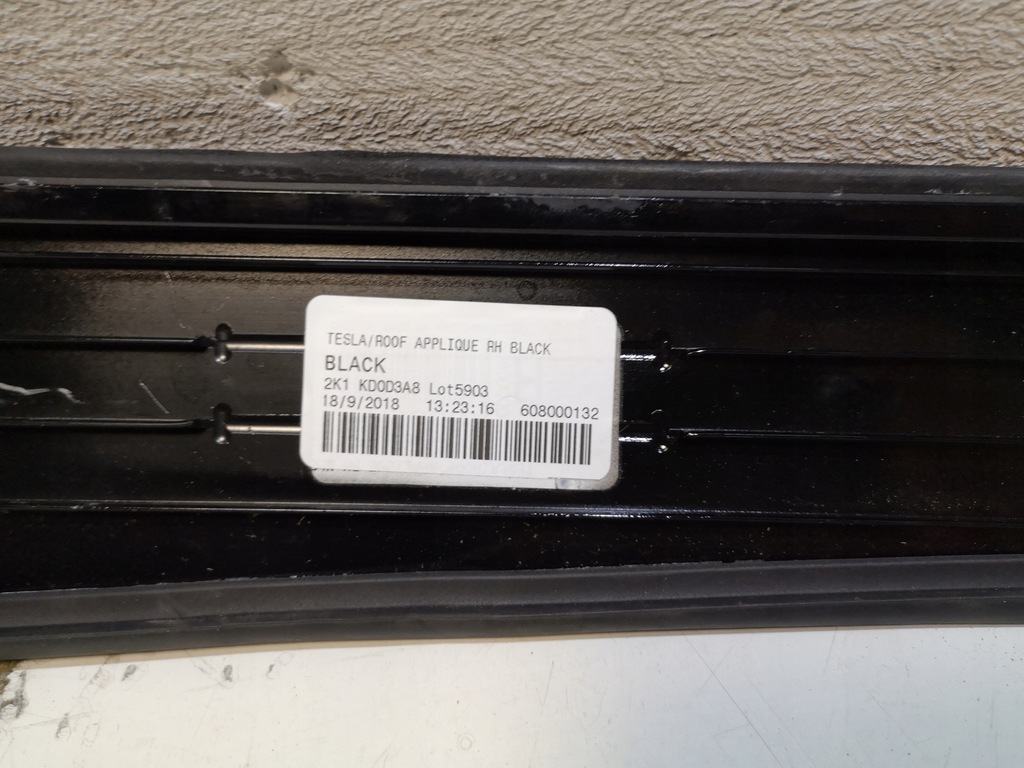 TESLA/ROOF APPLIQUE RH BLACK
BLACK
2K1 KD0D3A8 Lot5903
18/9/2018 13:23:16 608000132